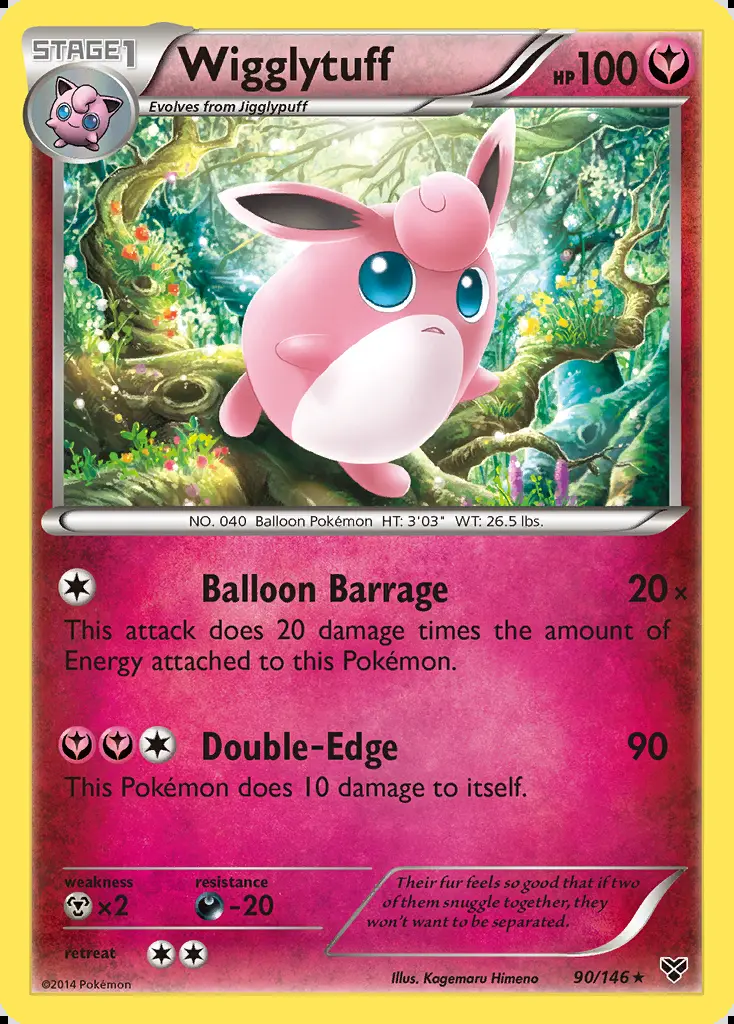 STAGE1
Wigglytuff
HP100
Evolves from Jigglypuff
NO. 040 Balloon Pokémon HT: 3'03" WT: 26.5 lbs.
Balloon Barrage 20×
This attack does 20 damage times the amount of
Energy attached to this Pokémon.
Double-Edge 90
This Pokémon does 10 damage to itself.
weakness resistance
×2 -20
retreat
Their fur feels so good that if two
of them snuggle together, they
won't want to be separated.
©2014 Pokémon Illus. Kagemaru Himeno 90/146★